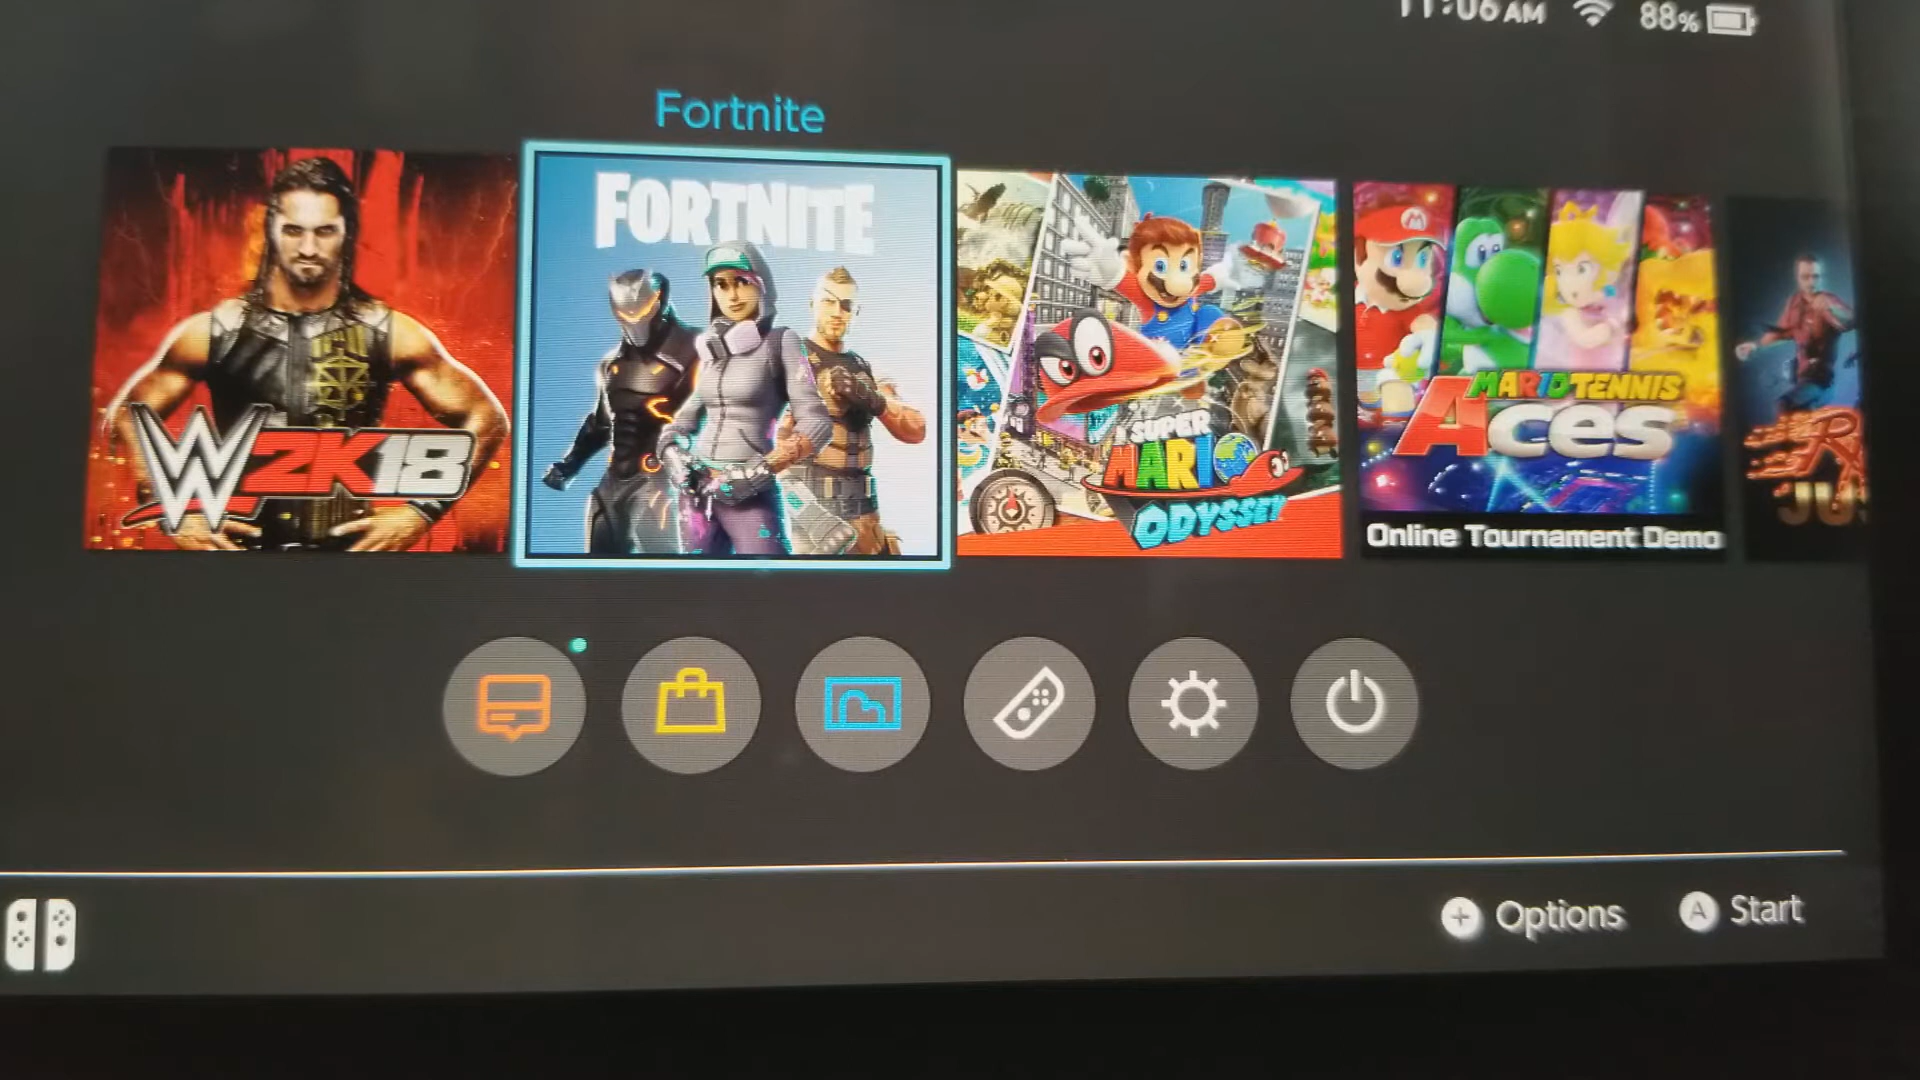 11:06 AM 88%
Fortnite
W 2K18
FORTNITE
SUPER
MARIO
ODYSSEY
MARIO TENNIS
Aces
Online Tournament Demo
Options
A Start